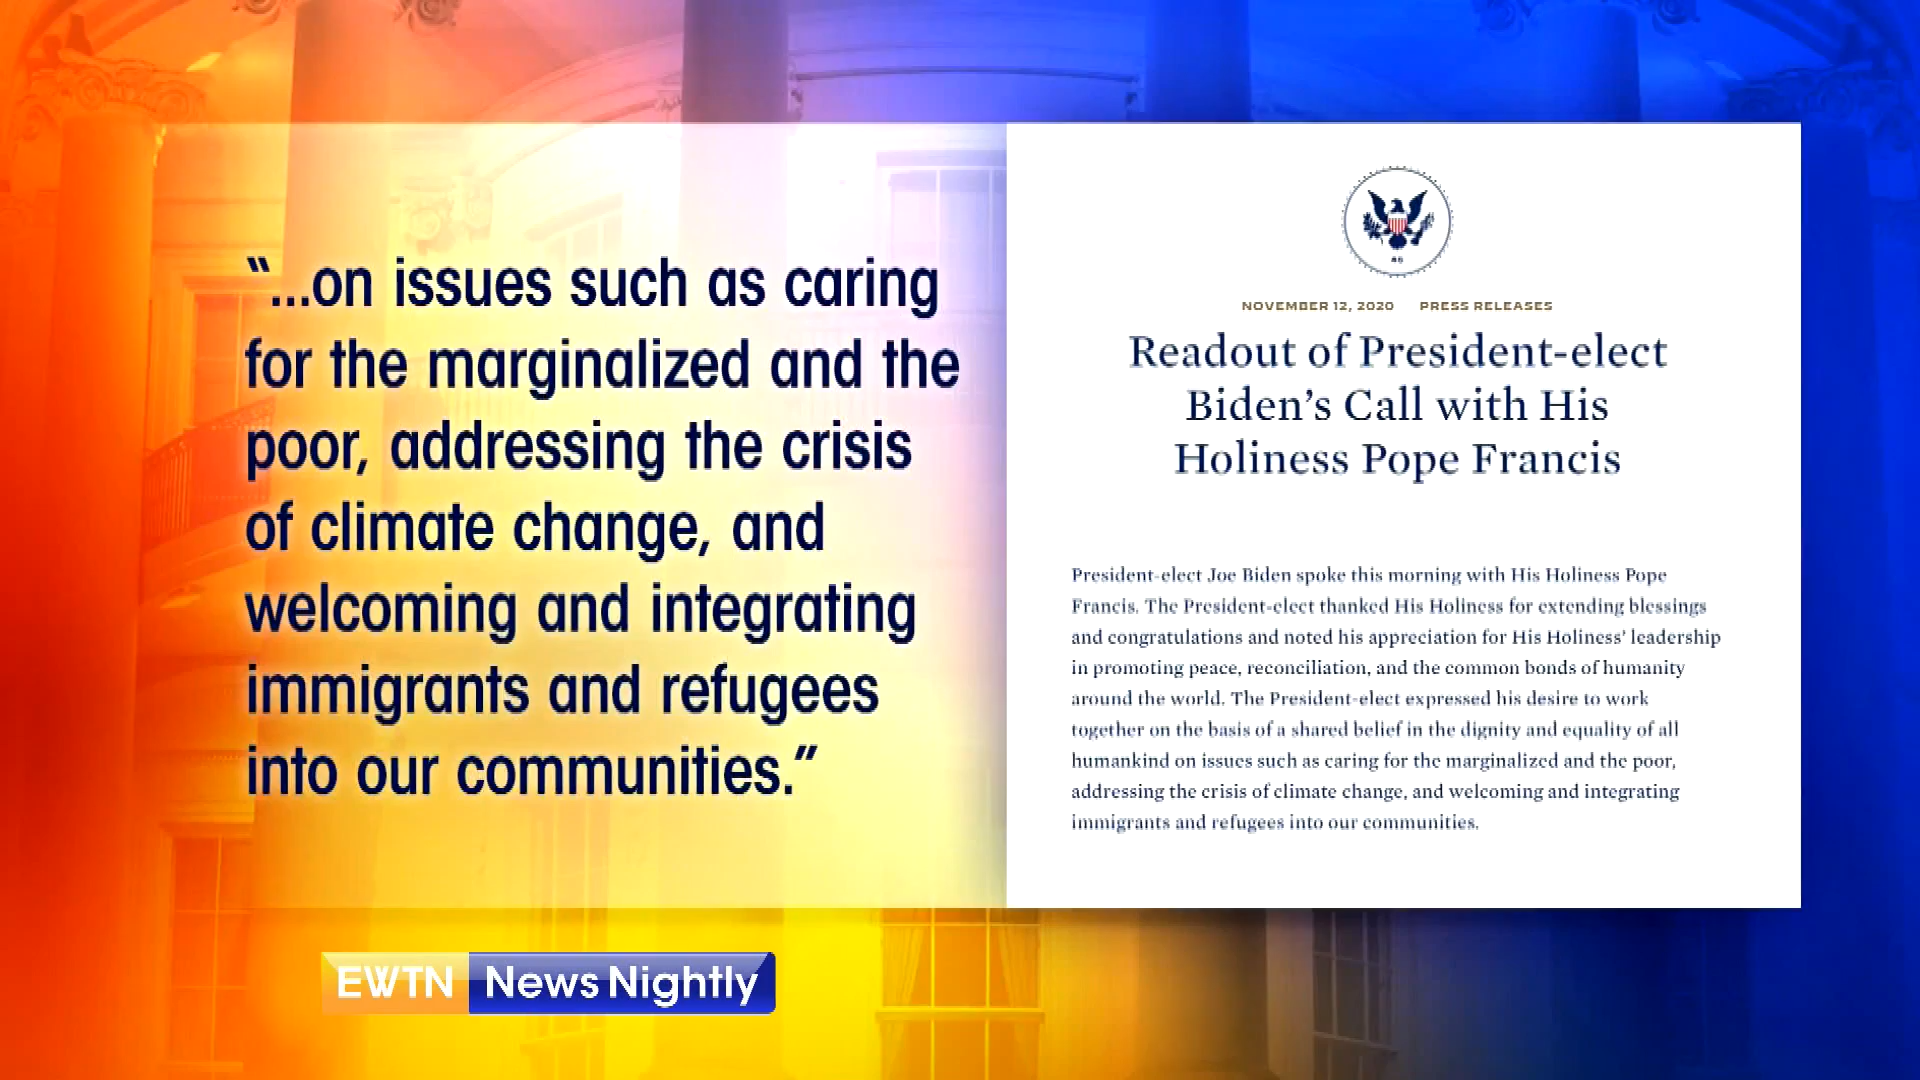 “...on issues such as caring
for the marginalized and the
poor, addressing the crisis
of climate change, and
welcoming and integrating
immigrants and refugees
into our communities.”
46
NOVEMBER 12, 2020 PRESS RELEASES
Readout of President-elect
Biden’s Call with His
Holiness Pope Francis
President-elect Joe Biden spoke this morning with His Holiness Pope
Francis. The President-elect thanked His Holiness for extending blessings
and congratulations and noted his appreciation for His Holiness’ leadership
in promoting peace, reconciliation, and the common bonds of humanity
around the world. The President-elect expressed his desire to work
together on the basis of a shared belief in the dignity and equality of all
humankind on issues such as caring for the marginalized and the poor,
addressing the crisis of climate change, and welcoming and integrating
immigrants and refugees into our communities.
EWTN News Nightly